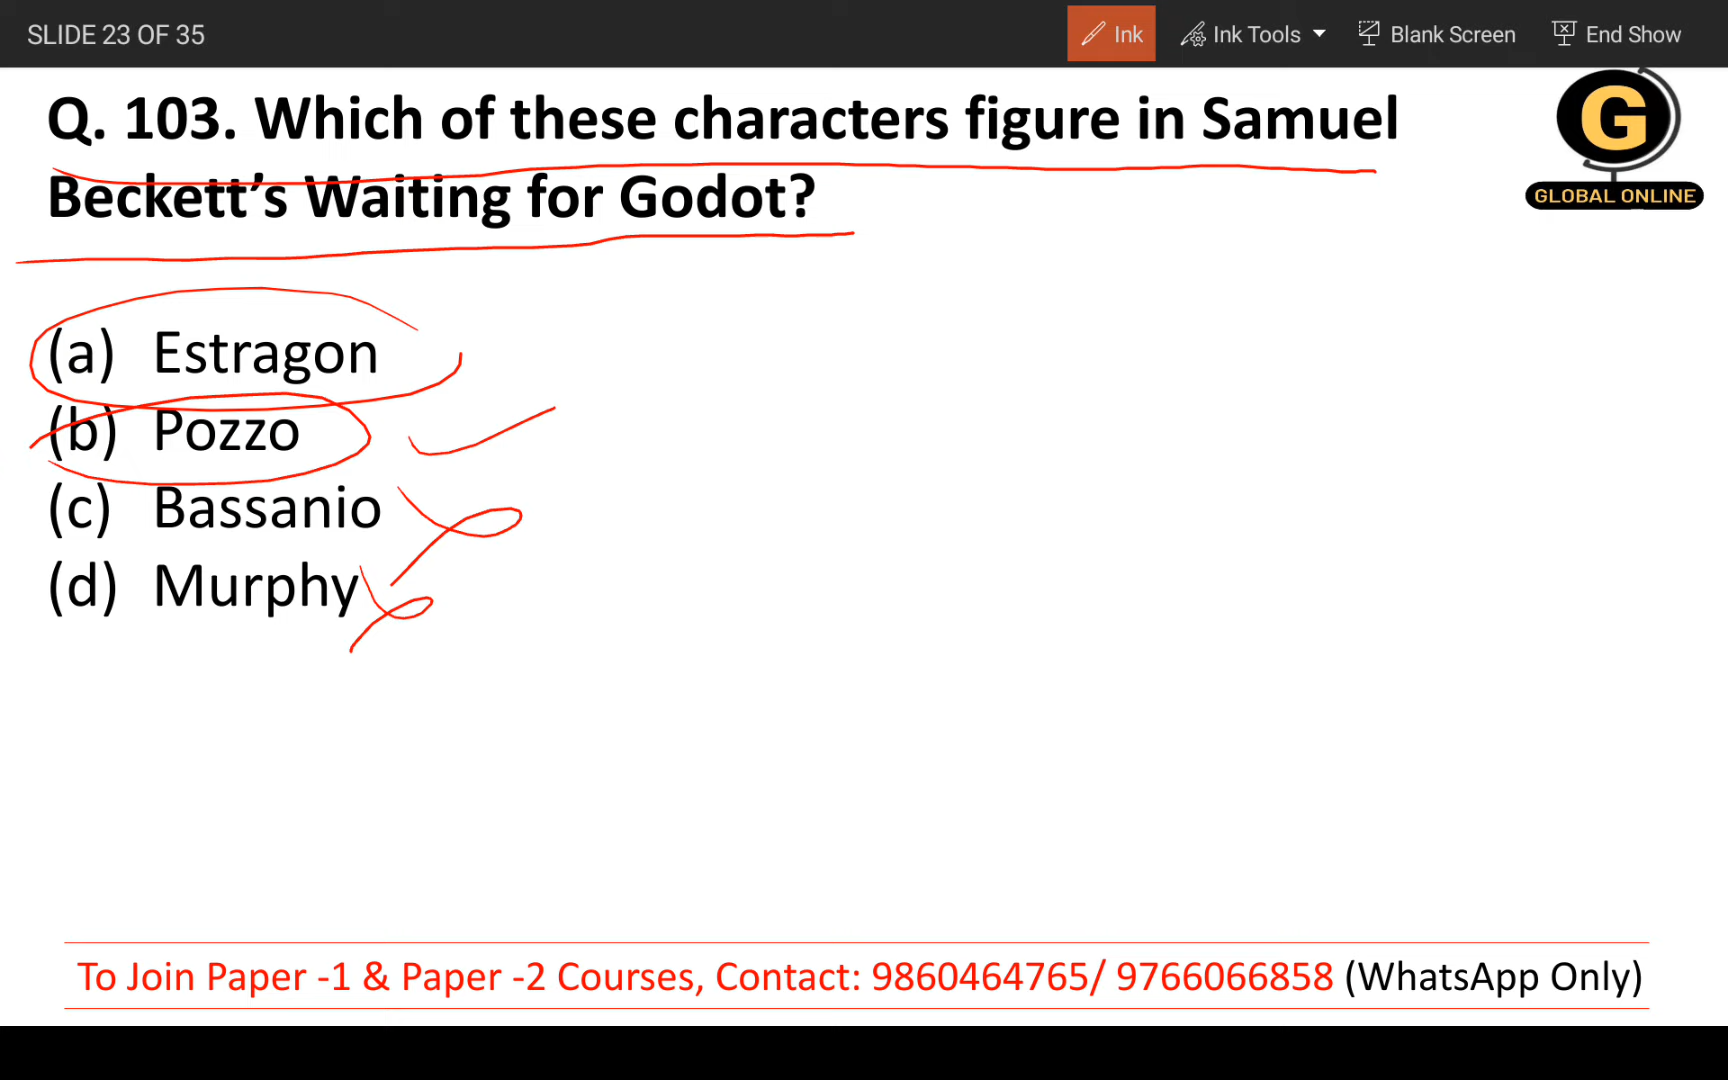 SLIDE 23 OF 35 Ink Ink Tools Blank Screen End Show
Q. 103. Which of these characters figure in Samuel
Beckett’s Waiting for Godot?
G
GLOBAL ONLINE
(a) Estragon
(b) Pozzo
(c) Bassanio
(d) Murphy
To Join Paper -1 & Paper -2 Courses, Contact: 9860464765/ 9766066858 (WhatsApp Only)